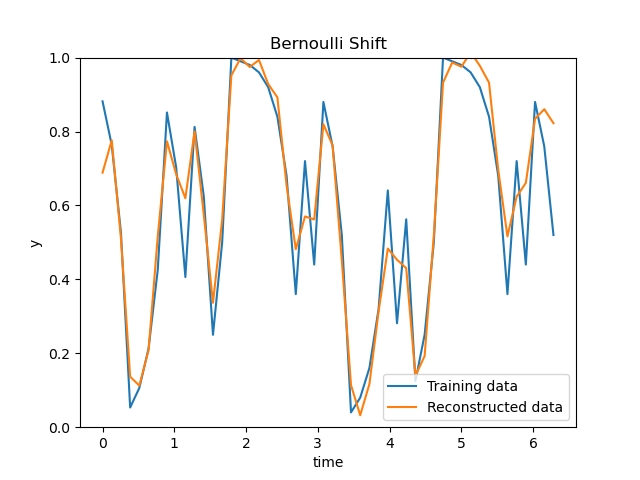 Bernoulli Shift
1.0
0.8
0.6
0.4
0.2
0.0
y
0 1 2 3 4 5 6
time
Training data
Reconstructed data